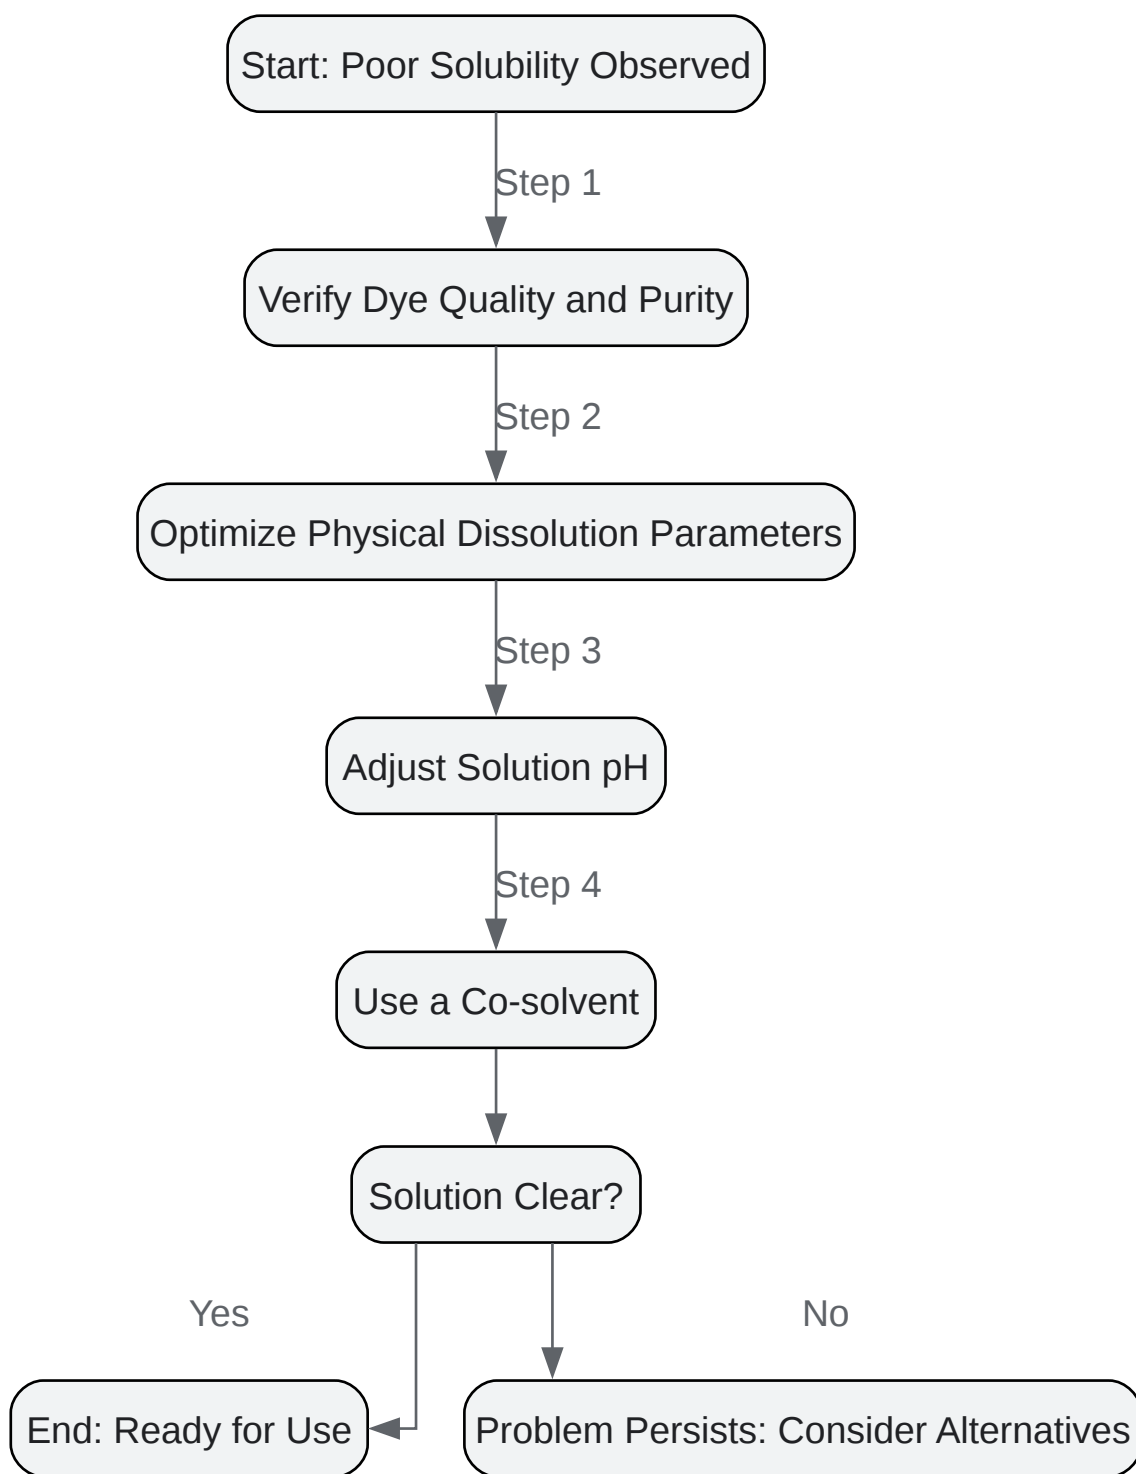 Start: Poor Solubility Observed
Step 1
Verify Dye Quality and Purity
Step 2
Optimize Physical Dissolution Parameters
Step 3
Adjust Solution pH
Step 4
Use a Co-solvent
Solution Clear?
Yes
No
End: Ready for Use
Problem Persists: Consider Alternatives